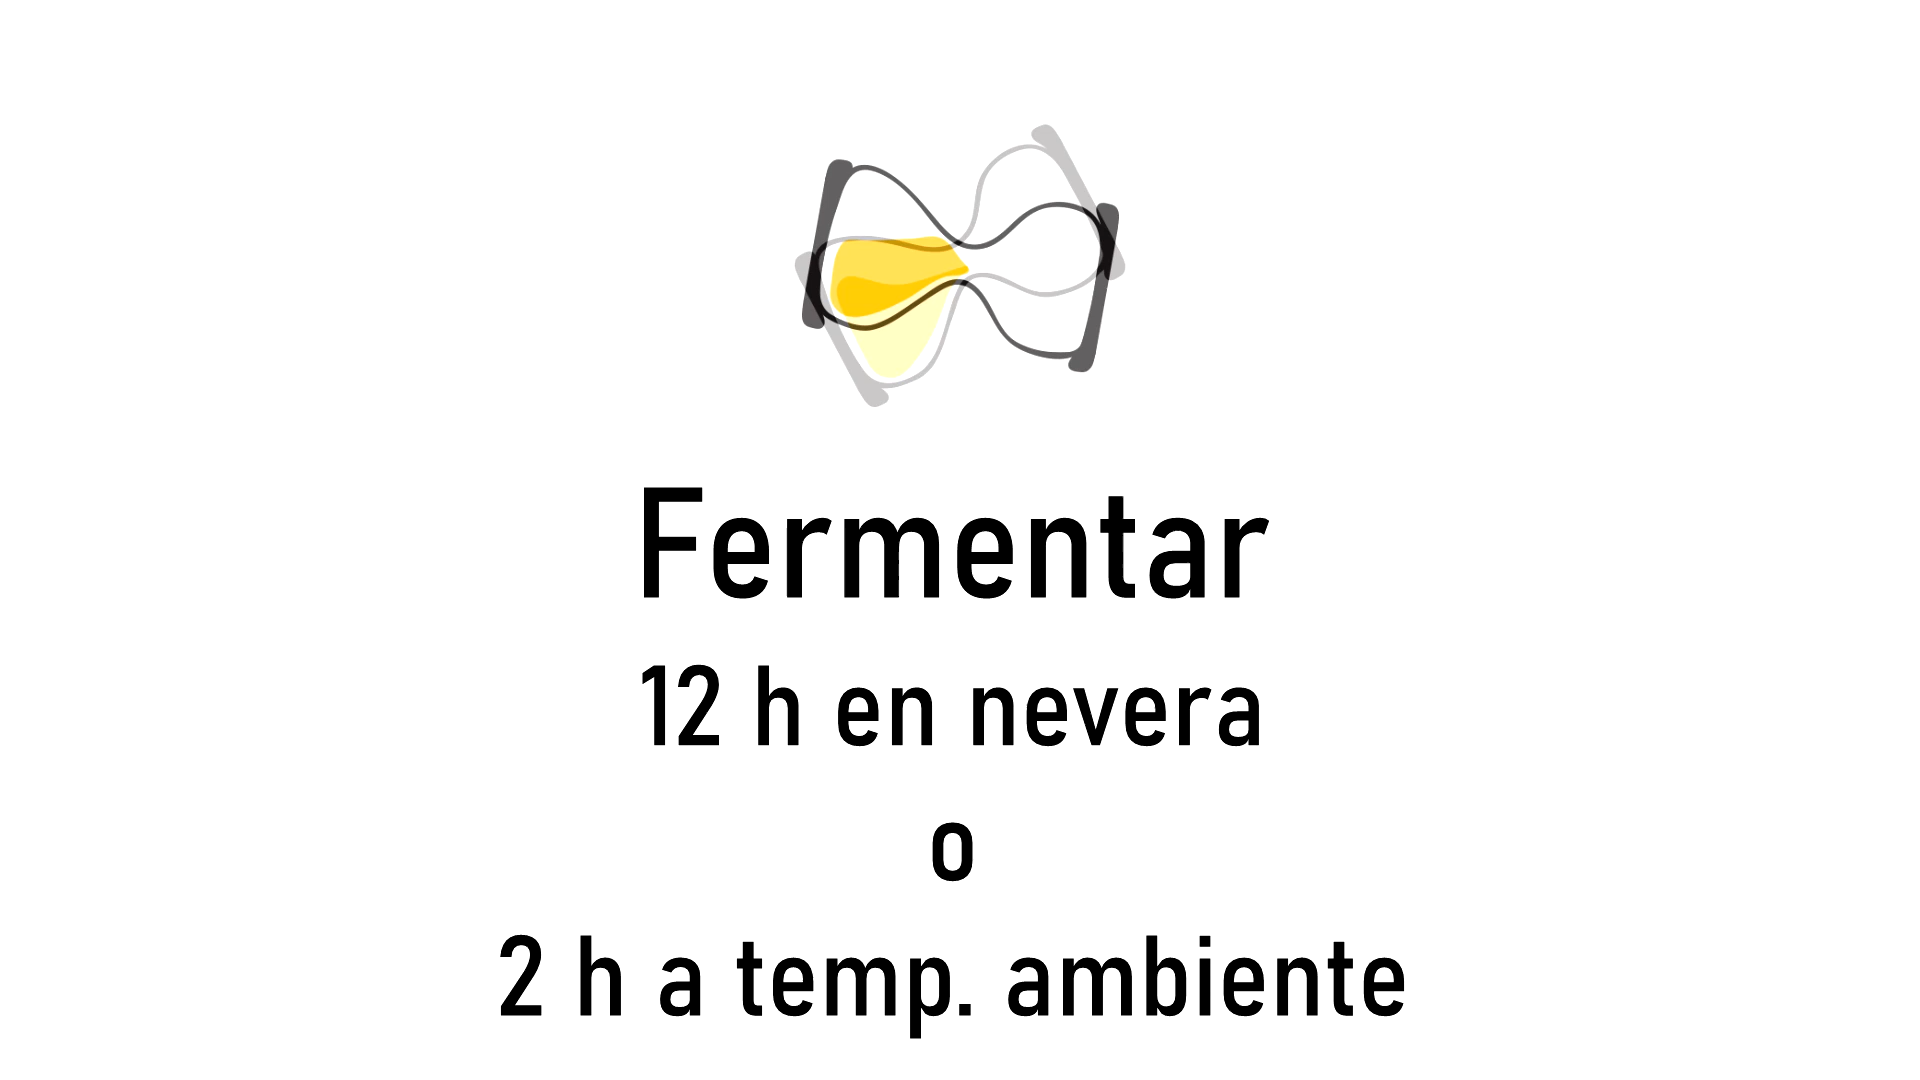 Fermentar
12 h en nevera
o
2 h a temp. ambiente